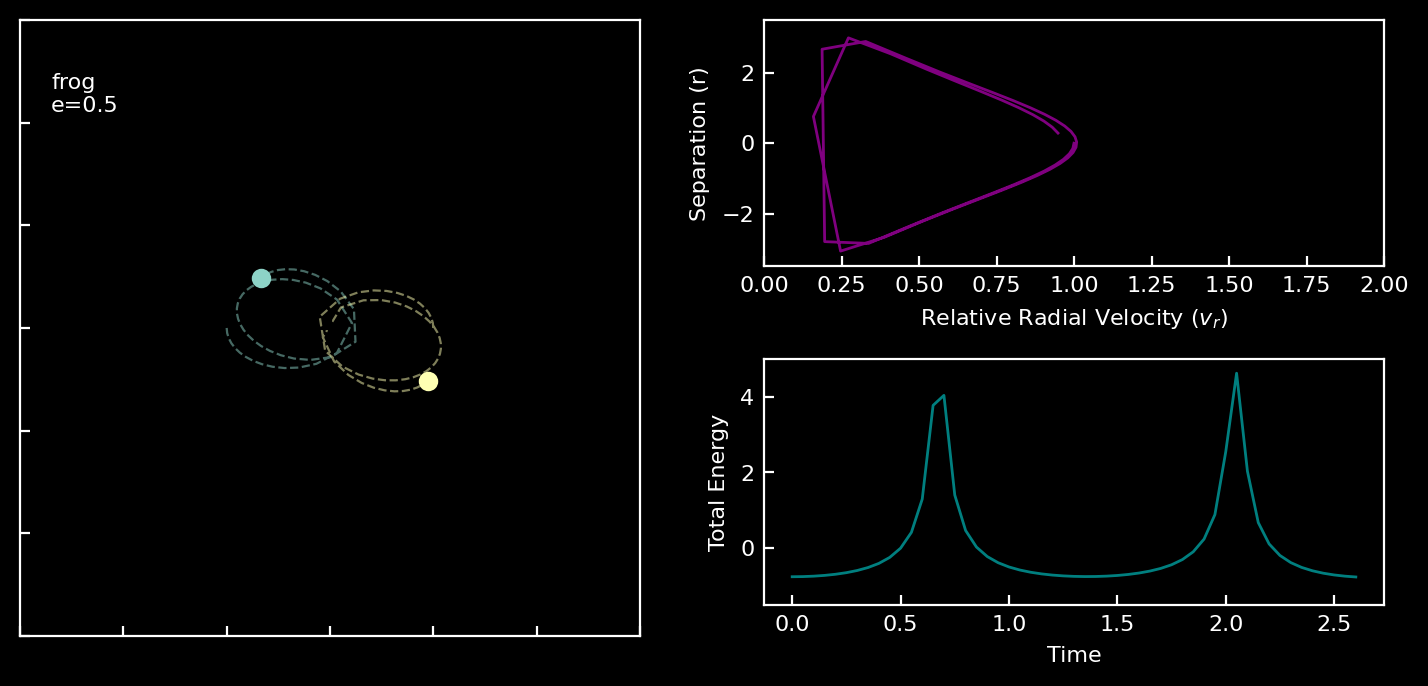 frog
e=0.5
Separation (r)
2
0
−2
0.00 0.25 0.50 0.75 1.00 1.25 1.50 1.75 2.00
Relative Radial Velocity (vᵣ)
Total Energy
4
2
0
0.0 0.5 1.0 1.5 2.0 2.5
Time